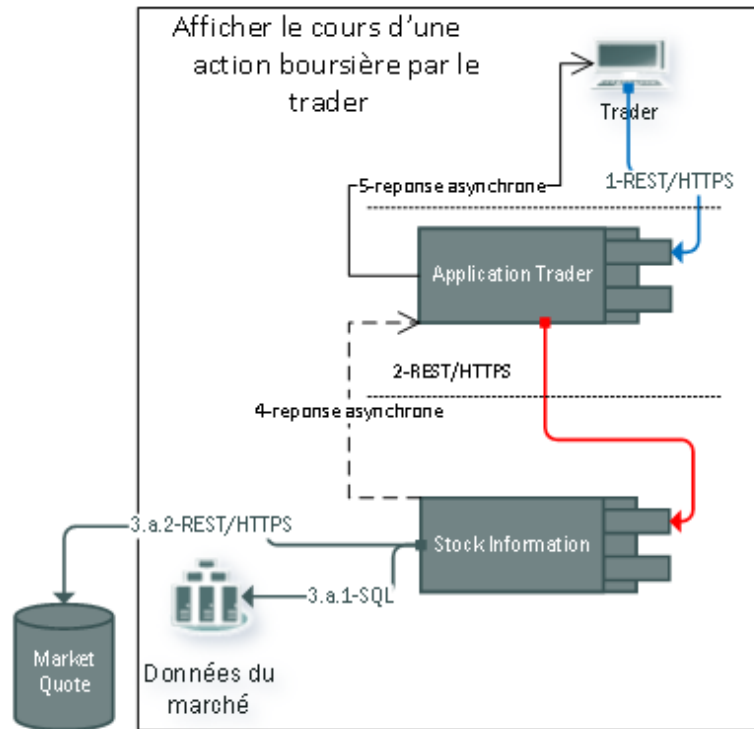 Afficher le cours d'une
action boursière par le
trader
Trader
5-reponse asynchrone
1-REST/HTTPS
Application Trader
2-REST/HTTPS
4-reponse asynchrone
3.a.2-REST/HTTPS
Stock Information
3.a.1-SQL
Market
Quote
Données du
marché